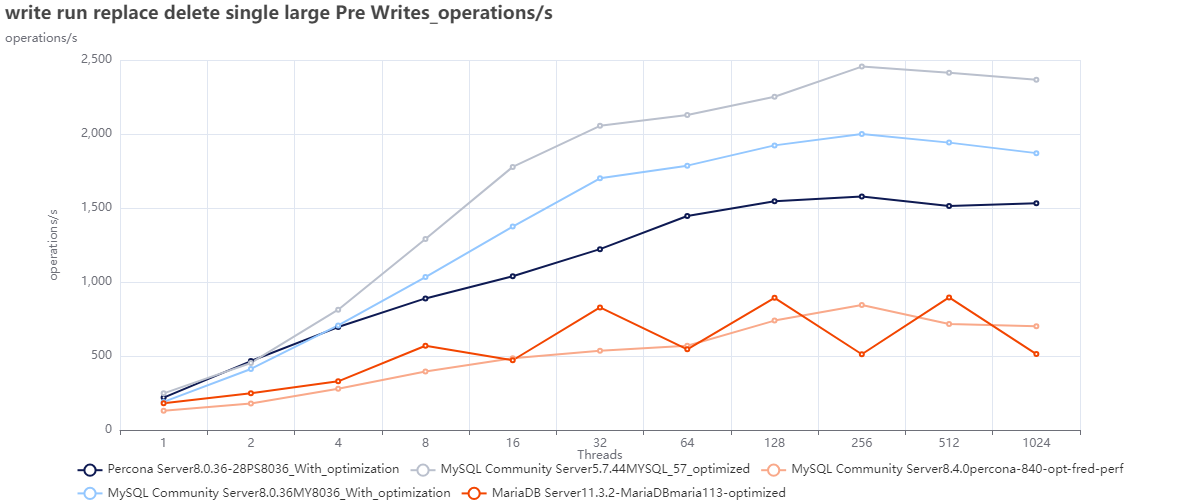 write run replace delete single large Pre Writes_operations/s
operations/s
2,500
2,000
1,500
1,000
500
0
operations/s
1 2 4 8 16 32 64 128 256 512 1024
Threads
Percona Server8.0.36-28PS8036_With_optimization MySQL Community Server5.7.44MYSQL_57_optimized MySQL Community Server8.4.0percona-840-opt-fred-perf
MySQL Community Server8.0.36MY8036_With_optimization MariaDB Server11.3.2-MariaDBmaria113-optimized